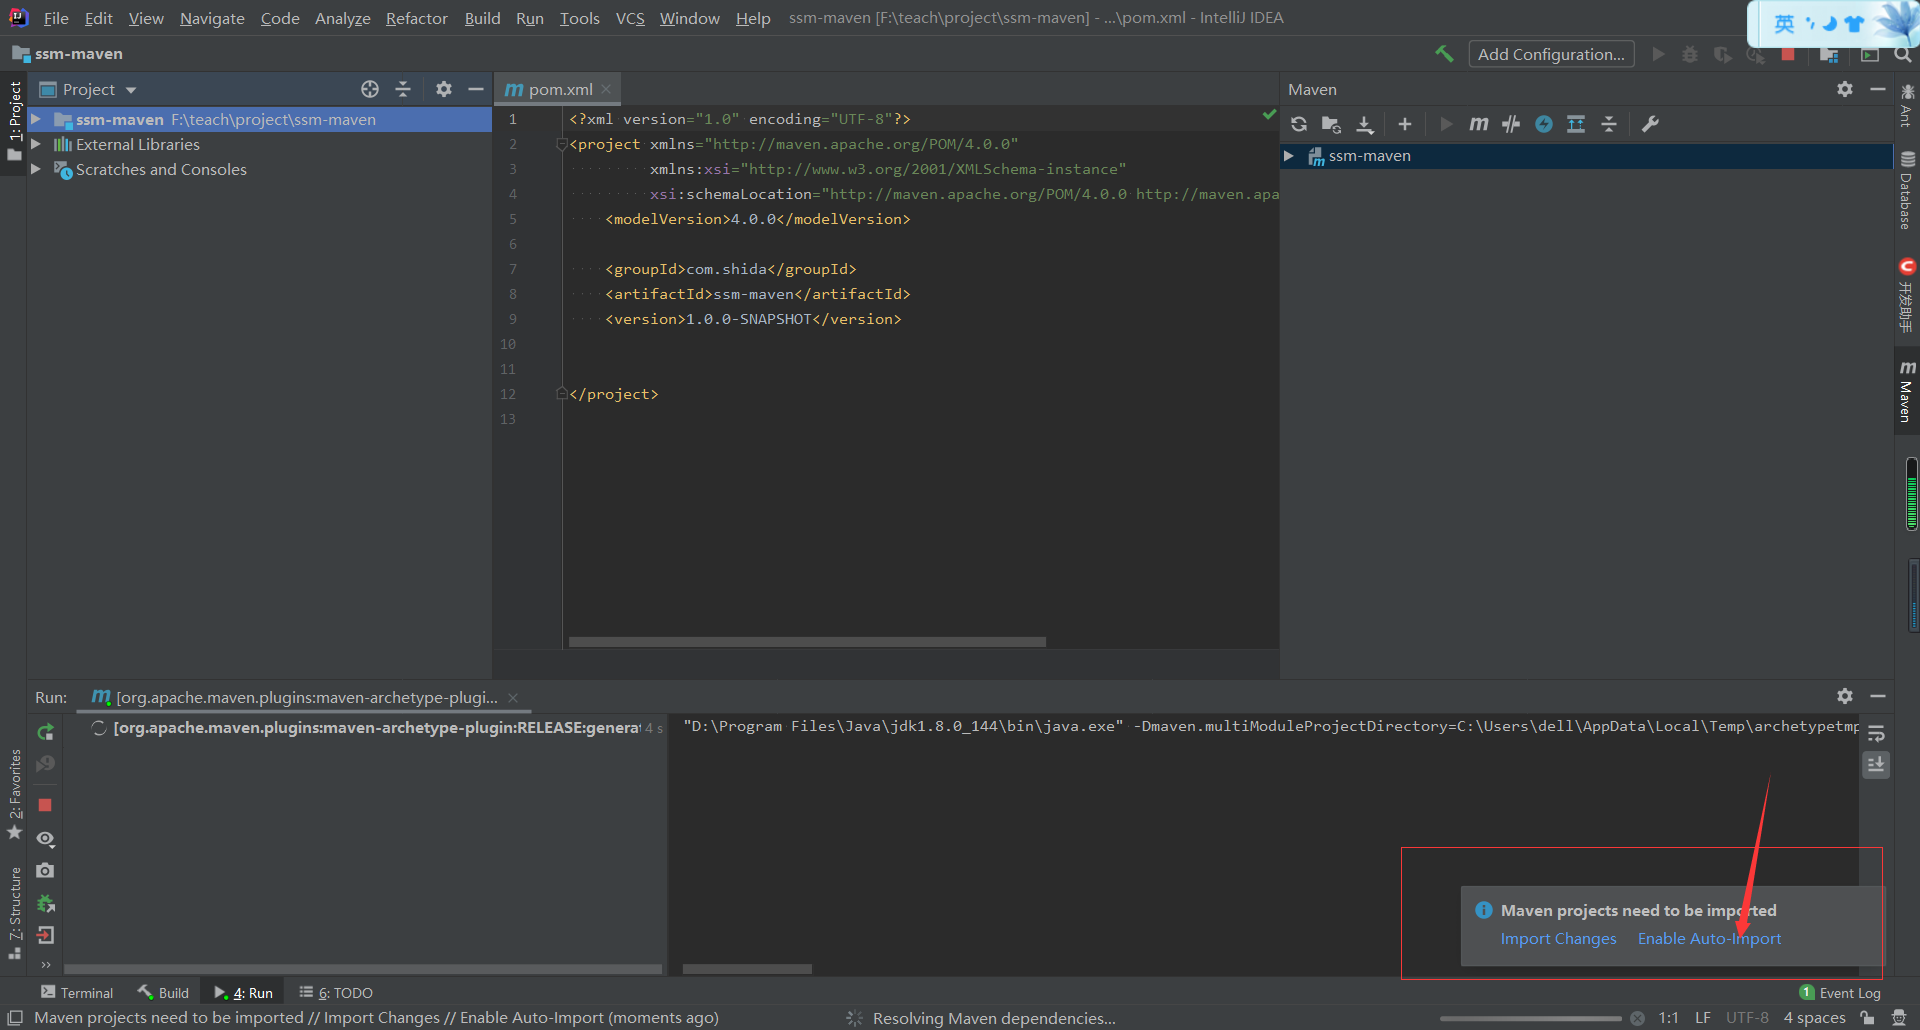 File Edit View Navigate Code Analyze Refactor Build Run Tools VCS Window Help ssm-maven [F:\teach\project\ssm-maven] - ...\pom.xml - IntelliJ IDEA
英
ssm-maven
Add Configuration...
1: Project
Project
pom.xml
Maven
ssm-maven F:\teach\project\ssm-maven
External Libraries
Scratches and Consoles
1 <?xml version="1.0" encoding="UTF-8"?>
2 <project xmlns="http://maven.apache.org/POM/4.0.0"
3 xmlns:xsi="http://www.w3.org/2001/XMLSchema-instance"
4 xsi:schemaLocation="http://maven.apache.org/POM/4.0.0 http://maven.apa
5 <modelVersion>4.0.0</modelVersion>
6
7 <groupId>com.shida</groupId>
8 <artifactId>ssm-maven</artifactId>
9 <version>1.0.0-SNAPSHOT</version>
10
11
12 </project>
13
ssm-maven
Ant
Database
开发助手
Maven
Run: [org.apache.maven.plugins:maven-archetype-plugi...
[org.apache.maven.plugins:maven-archetype-plugin:RELEASE:generat 4 s
"D:\Program Files\Java\jdk1.8.0_144\bin\java.exe" -Dmaven.multiModuleProjectDirectory=C:\Users\dell\AppData\Local\Temp\archetypetmp
2: Favorites
7: Structure
Maven projects need to be imported
Import Changes Enable Auto-Import
Terminal Build 4: Run 6: TODO
1 Event Log
Maven projects need to be imported // Import Changes // Enable Auto-Import (moments ago)
Resolving Maven dependencies...
1:1 LF UTF-8 4 spaces